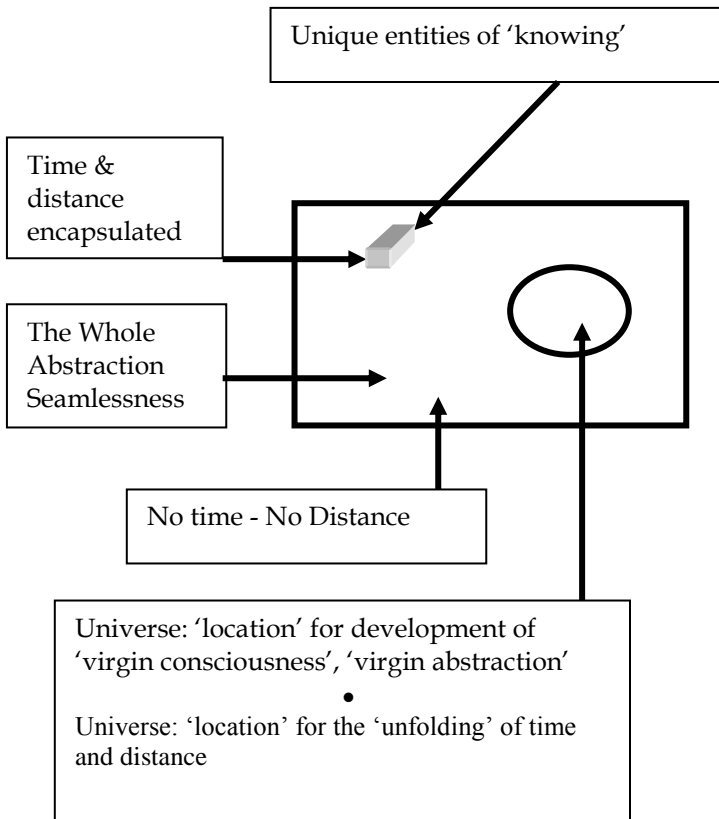 Unique entities of ‘knowing’
Time &
distance
encapsulated
The Whole
Abstraction
Seamlessness
No time - No Distance
Universe: ‘location’ for development of
‘virgin consciousness’, ‘virgin abstraction’
•
Universe: ‘location’ for the ‘unfolding’ of time
and distance